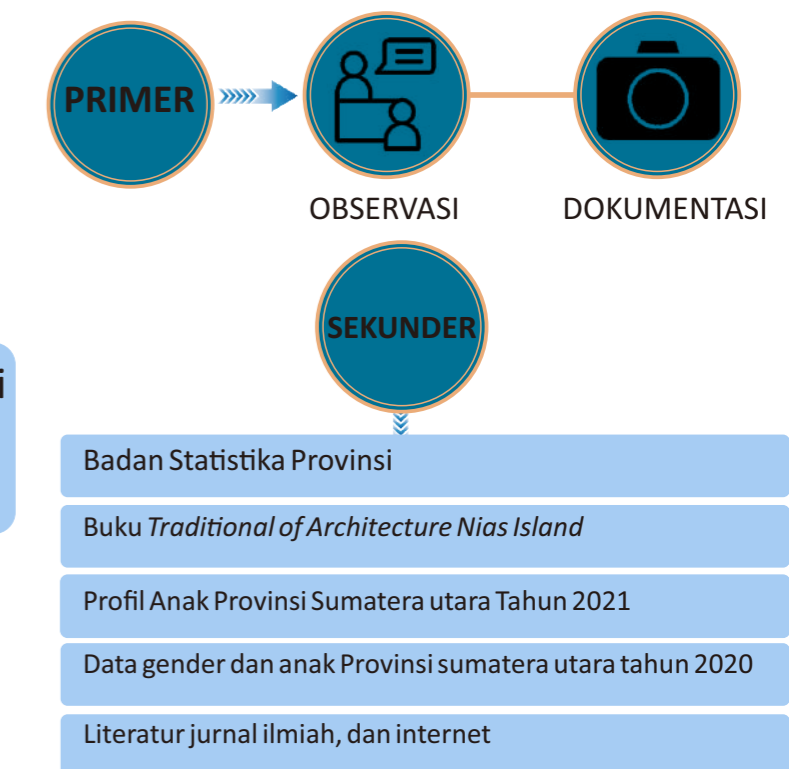 PRIMER
OBSERVASI
DOKUMENTASI
SEKUNDER
i
Badan Statistika Provinsi
Buku Traditional of Architecture Nias Island
Profil Anak Provinsi Sumatera utara Tahun 2021
Data gender dan anak Provinsi sumatera utara tahun 2020
Literatur jurnal ilmiah, dan internet